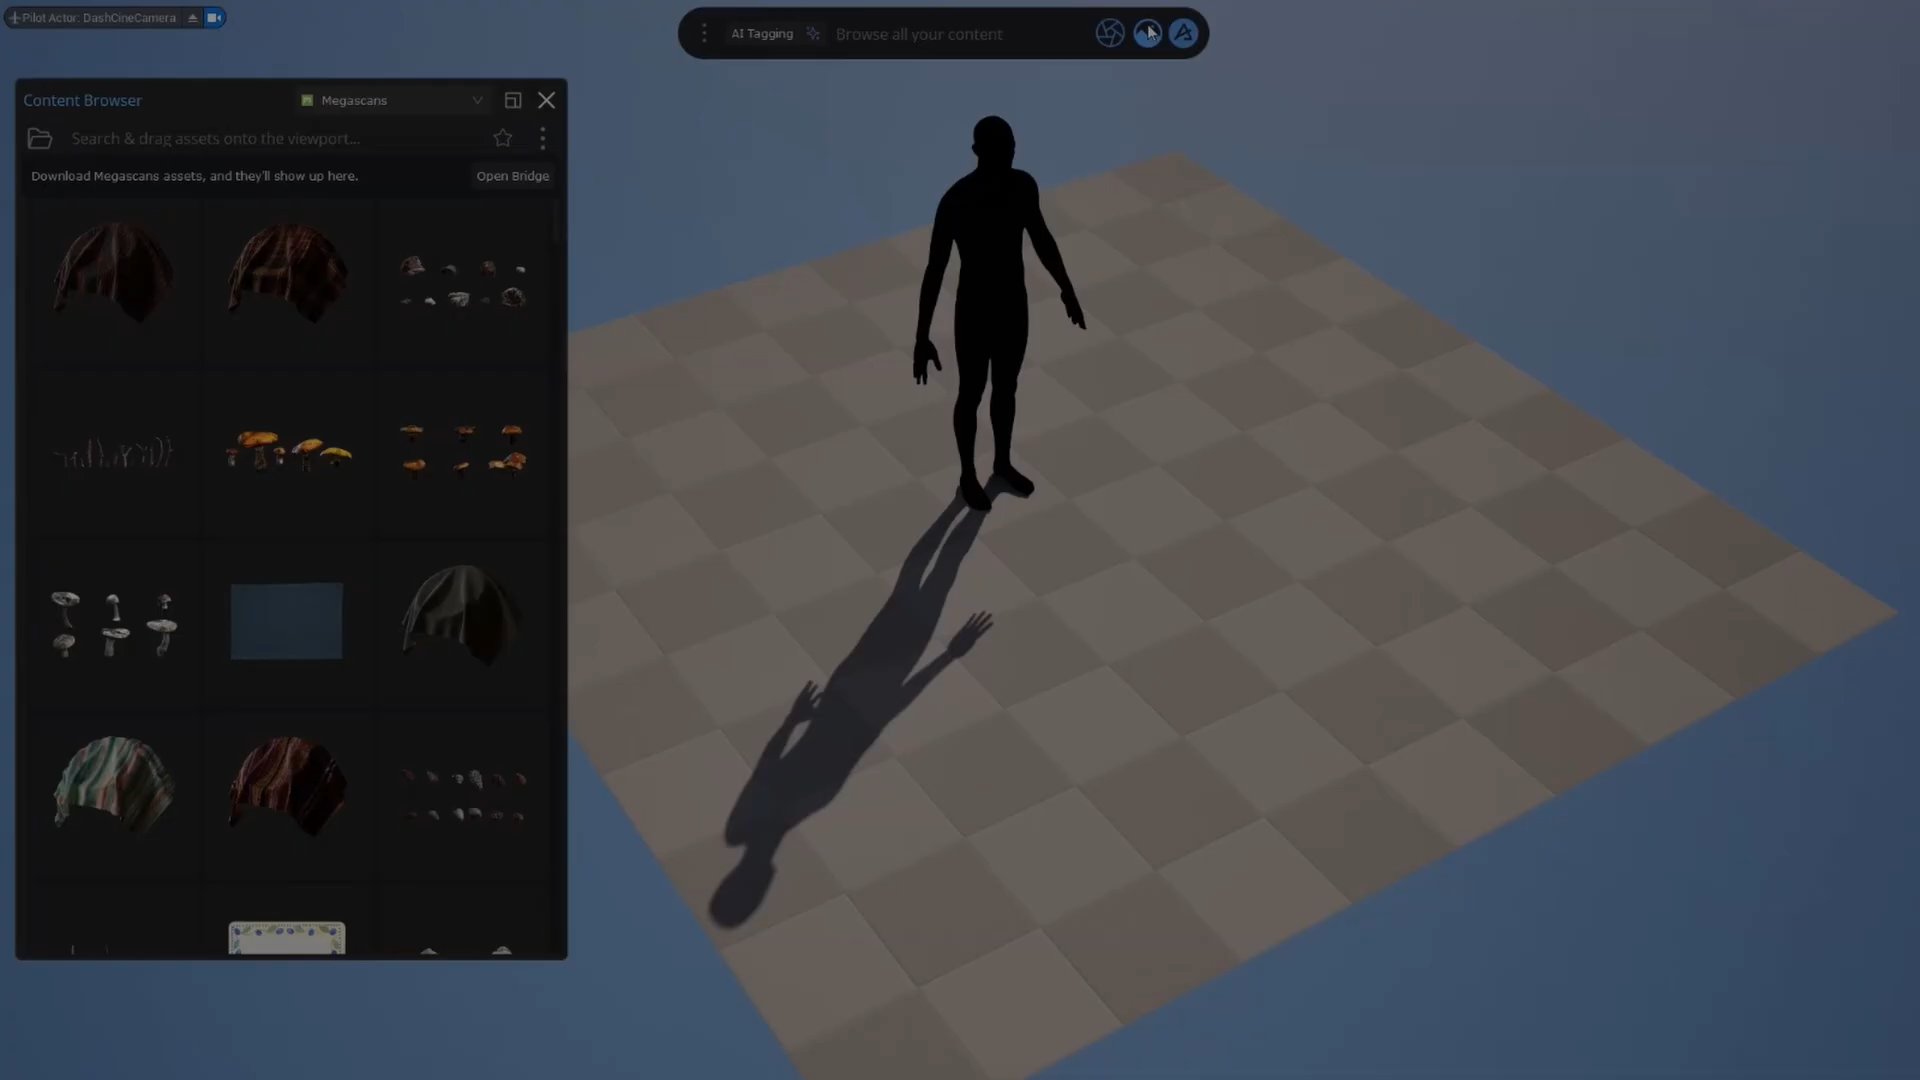 Pilot Actor: DashCineCamera
AI Tagging
Browse all your content
Content Browser
Megascans
Search & drag assets onto the viewport...
Download Megascans assets, and they'll show up here.
Open Bridge